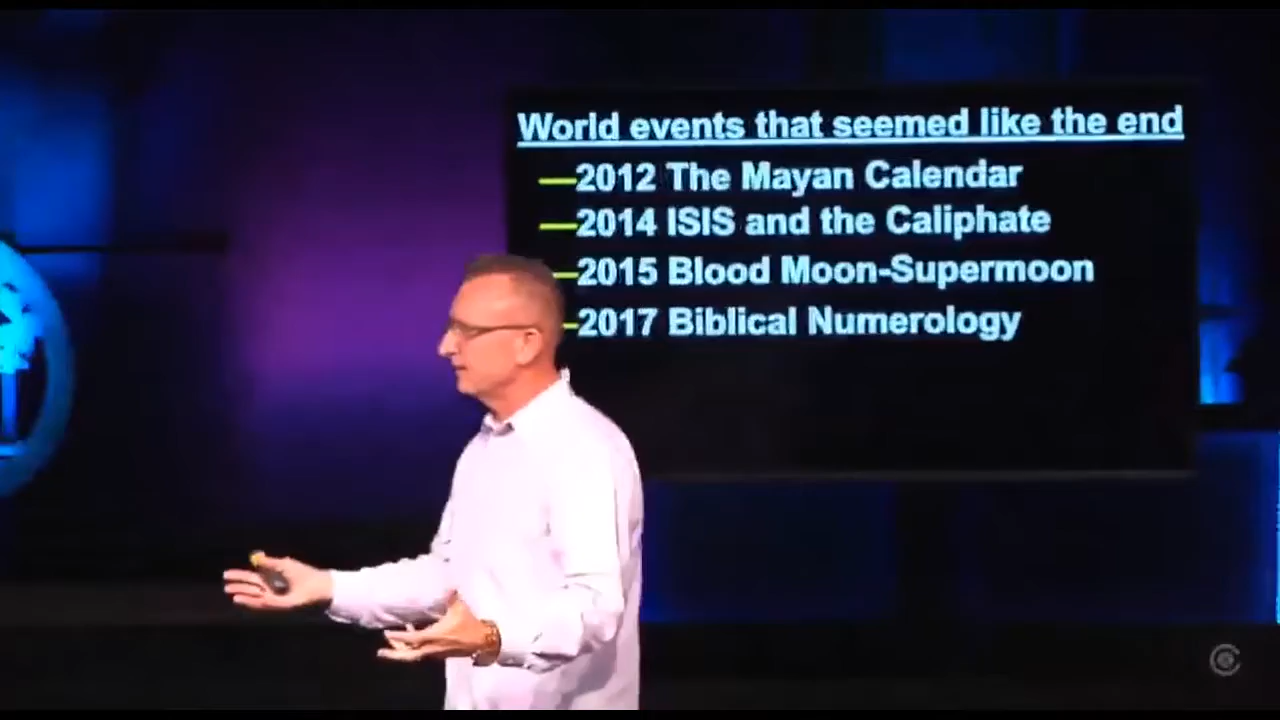 World events that seemed like the end
—2012 The Mayan Calendar
—2014 ISIS and the Caliphate
—2015 Blood Moon-Supermoon
–2017 Biblical Numerology